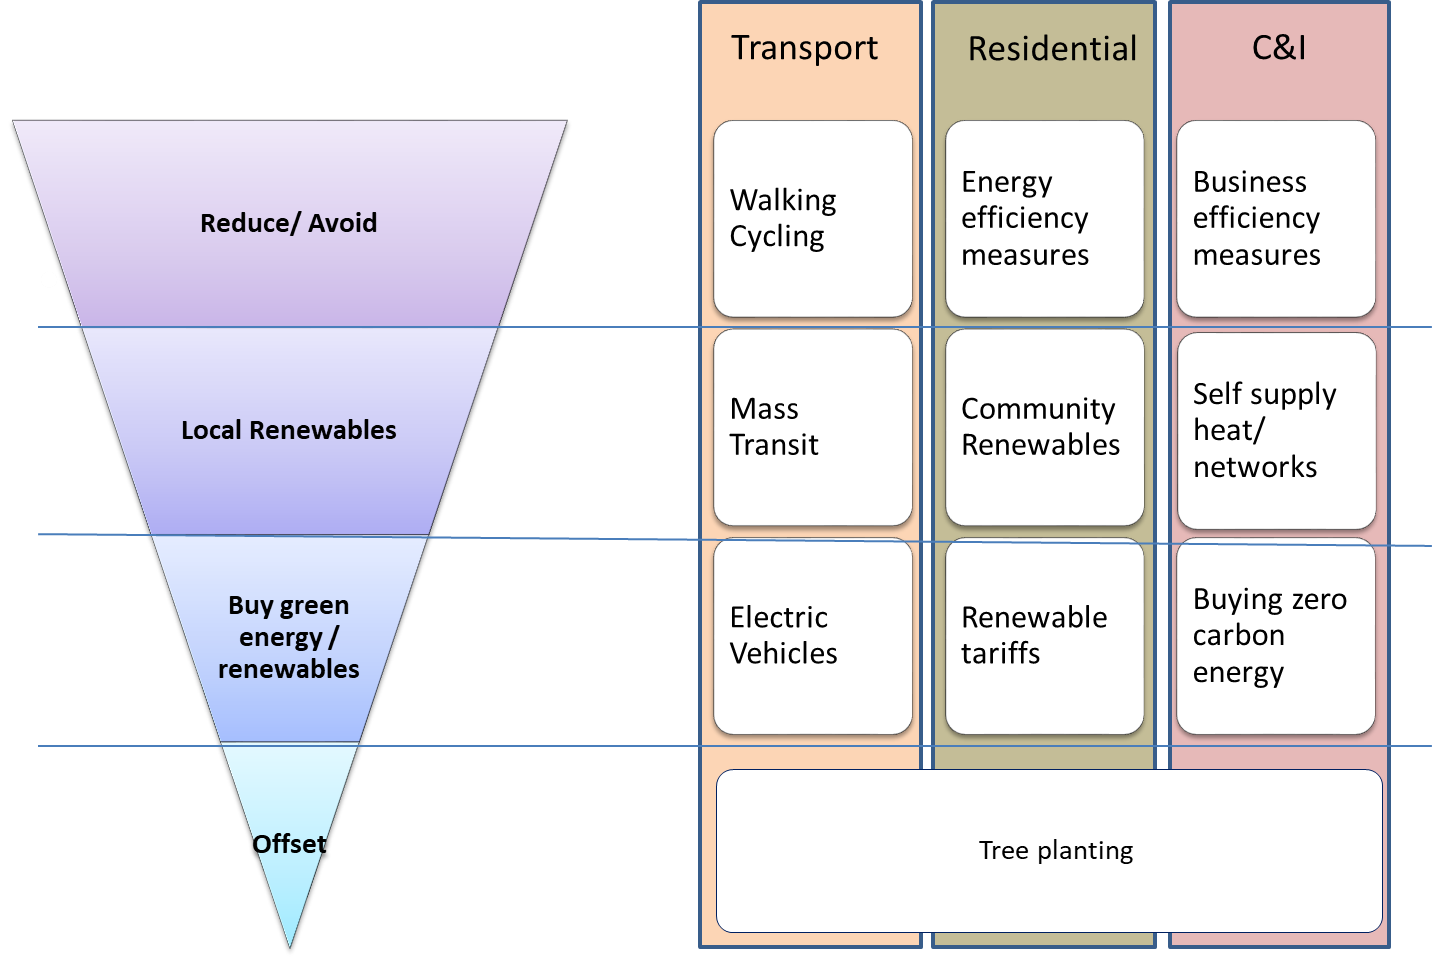 Transport
Residential
C&I
Reduce/ Avoid
Walking
Cycling
Energy
efficiency
measures
Business
efficiency
measures
Local Renewables
Mass
Transit
Community
Renewables
Self supply
heat/
networks
Buy green
energy /
renewables
Electric
Vehicles
Renewable
tariffs
Buying zero
carbon
energy
Offset
Tree planting